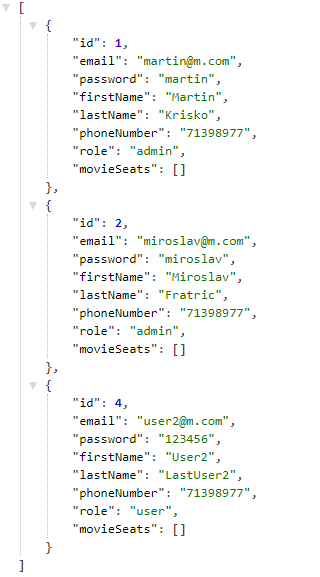 [
{
"id": 1,
"email": "martin@m.com",
"password": "martin",
"firstName": "Martin",
"lastName": "Krisko",
"phoneNumber": "71398977",
"role": "admin",
"movieSeats": []
},
{
"id": 2,
"email": "miroslav@m.com",
"password": "miroslav",
"firstName": "Miroslav",
"lastName": "Fratric",
"phoneNumber": "71398977",
"role": "admin",
"movieSeats": []
},
{
"id": 4,
"email": "user2@m.com",
"password": "123456",
"firstName": "User2",
"lastName": "LastUser2",
"phoneNumber": "71398977",
"role": "user",
"movieSeats": []
}
]